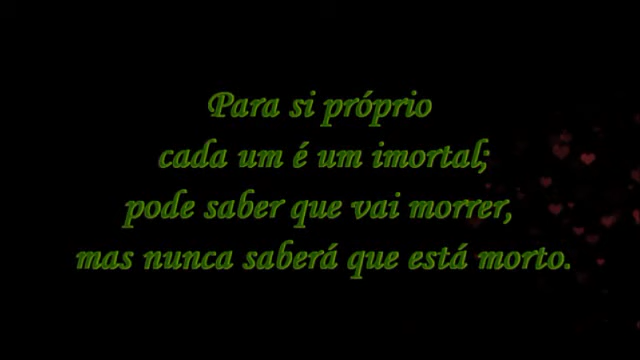 Para si próprio
cada um é um imortal;
pode saber que vai morrer,
mas nunca saberá que está morto.